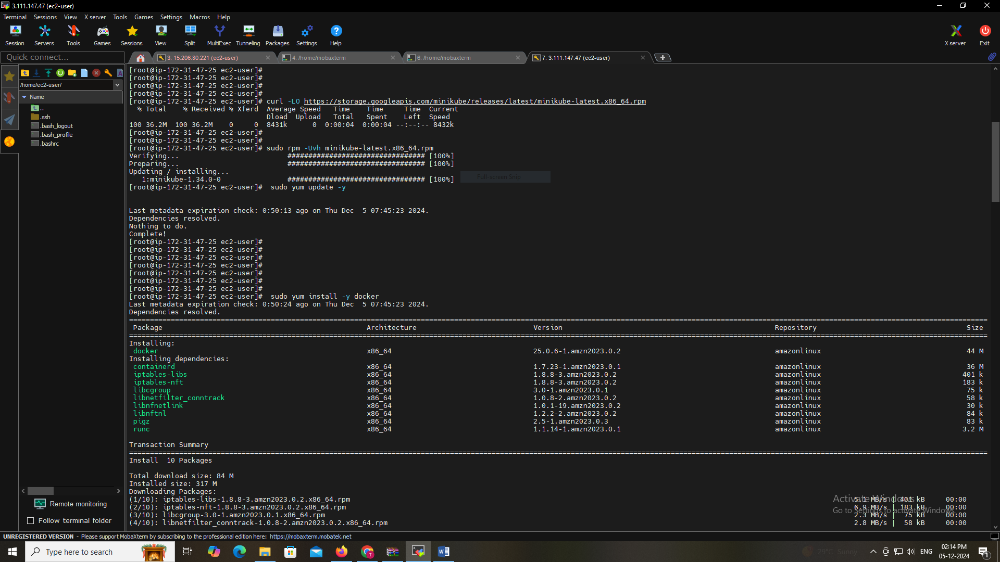 3.111.147.47 (ec2-user)
Terminal Sessions View X server Tools Games Settings Macros Help
Session Servers Tools Games Sessions View Split MultiExec Tunneling Packages Settings Help X server Exit
Quick connect...
3. 15.206.80.221 (ec2-user)
4. /home/mobaxterm
6. /home/mobaxterm
7. 3.111.147.47 (ec2-user)
/home/ec2-user/
Name
..
.ssh
.bash_logout
.bash_profile
.bashrc
[root@ip-172-31-47-25 ec2-user]#
[root@ip-172-31-47-25 ec2-user]#
[root@ip-172-31-47-25 ec2-user]#
[root@ip-172-31-47-25 ec2-user]#
[root@ip-172-31-47-25 ec2-user]# curl -LO https://storage.googleapis.com/minikube/releases/latest/minikube-latest.x86_64.rpm
% Total % Received % Xferd Average Speed Time Time Time Current
Dload Upload Total Spent Left Speed
100 36.2M 100 36.2M 0 0 8431k 0 0:00:04 0:00:04 --:--:-- 8432k
[root@ip-172-31-47-25 ec2-user]#
[root@ip-172-31-47-25 ec2-user]#
[root@ip-172-31-47-25 ec2-user]# sudo rpm -Uvh minikube-latest.x86_64.rpm
Verifying... ################################# [100%]
Preparing... ################################# [100%]
Updating / installing...
1:minikube-1.34.0-0 ################################# [100%]
Full-screen Snip
[root@ip-172-31-47-25 ec2-user]# sudo yum update -y
Last metadata expiration check: 0:50:13 ago on Thu Dec 5 07:45:23 2024.
Dependencies resolved.
Nothing to do.
Complete!
[root@ip-172-31-47-25 ec2-user]#
[root@ip-172-31-47-25 ec2-user]#
[root@ip-172-31-47-25 ec2-user]#
[root@ip-172-31-47-25 ec2-user]#
[root@ip-172-31-47-25 ec2-user]#
[root@ip-172-31-47-25 ec2-user]#
[root@ip-172-31-47-25 ec2-user]#
[root@ip-172-31-47-25 ec2-user]# sudo yum install -y docker
Last metadata expiration check: 0:50:24 ago on Thu Dec 5 07:45:23 2024.
Dependencies resolved.
Package Architecture Version Repository Size
Installing:
docker x86_64 25.0.6-1.amzn2023.0.2 amazonlinux 44 M
Installing dependencies:
containerd x86_64 1.7.23-1.amzn2023.0.1 amazonlinux 36 M
iptables-libs x86_64 1.8.8-3.amzn2023.0.2 amazonlinux 401 k
iptables-nft x86_64 1.8.8-3.amzn2023.0.2 amazonlinux 183 k
libcgroup x86_64 3.0-1.amzn2023.0.1 amazonlinux 75 k
libnetfilter_conntrack x86_64 1.0.8-2.amzn2023.0.2 amazonlinux 58 k
libnfnetlink x86_64 1.0.1-19.amzn2023.0.2 amazonlinux 30 k
libnftnl x86_64 1.2.2-2.amzn2023.0.2 amazonlinux 84 k
pigz x86_64 2.5-1.amzn2023.0.3 amazonlinux 83 k
runc x86_64 1.1.14-1.amzn2023.0.1 amazonlinux 3.2 M
Transaction Summary
Install 10 Packages
Total download size: 84 M
Installed size: 317 M
Downloading Packages:
(1/10): iptables-libs-1.8.8-3.amzn2023.0.2.x86_64.rpm 5.1 MB/s | 401 kB 00:00
(2/10): iptables-nft-1.8.8-3.amzn2023.0.2.x86_64.rpm 6.9 MB/s | 183 kB 00:00
(3/10): libcgroup-3.0-1.amzn2023.0.1.x86_64.rpm 2.3 MB/s | 75 kB 00:00
(4/10): libnetfilter_conntrack-1.0.8-2.amzn2023.0.2.x86_64.rpm 2.8 MB/s | 58 kB 00:00
Activate Windows
Go to Settings to activate Windows.
Remote monitoring
Follow terminal folder
UNREGISTERED VERSION - Please support MobaXterm by subscribing to the professional edition here: https://mobaxterm.mobatek.net
Type here to search
29°C Sunny
ENG
02:14 PM
05-12-2024
1